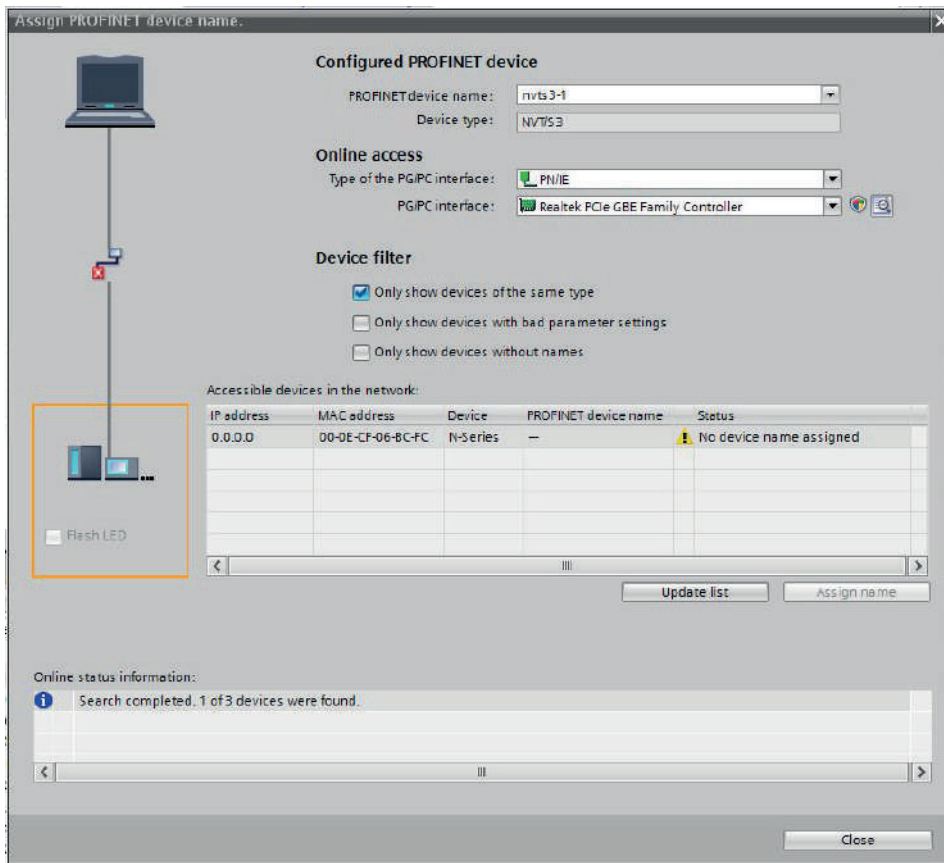 Assign PROFINET device name.
Configured PROFINET device
PROFINET device name: nvts3-1
Device type: NVT/S3
Online access
Type of the PG/PC interface: PN/IE
PG/PC interface: Realtek PCIe GBE Family Controller
Device filter
Only show devices of the same type
Only show devices with bad parameter settings
Only show devices without names
Accessible devices in the network:
IP address MAC address Device PROFINET device name Status
0.0.0.0 00-0E-CF-06-BC-FC N-Series — No device name assigned
Flash LED
Update list Assign name
Online status information:
Search completed. 1 of 3 devices were found.
Close